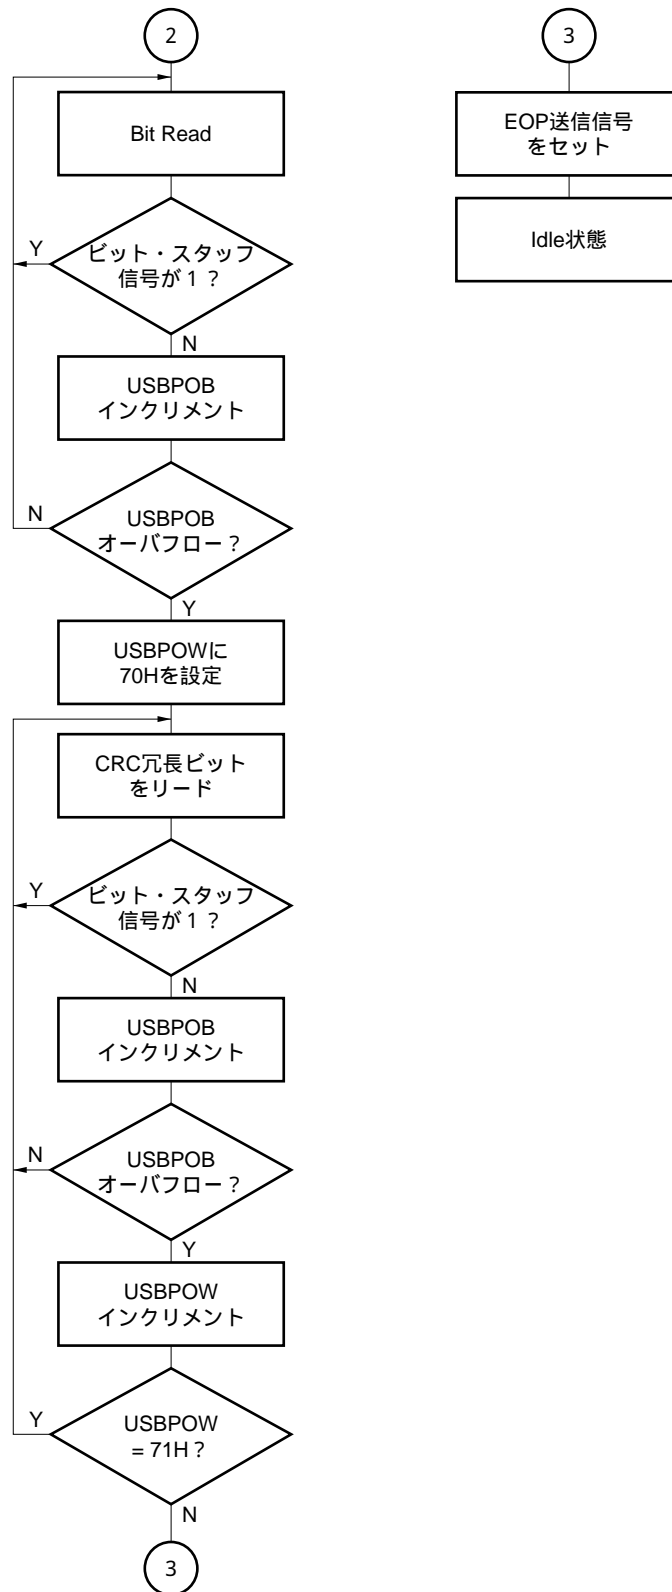 2
Bit Read
ビット・スタッフ
信号が１？
Y
N
USBPOB
インクリメント
USBPOB
オーバフロー？
N
Y
USBPOWに
70Hを設定
CRC冗長ビット
をリード
ビット・スタッフ
信号が１？
Y
N
USBPOB
インクリメント
USBPOB
オーバフロー？
N
Y
USBPOW
インクリメント
USBPOW
= 71H？
Y
N
3
3
EOP送信信号
をセット
Idle状態